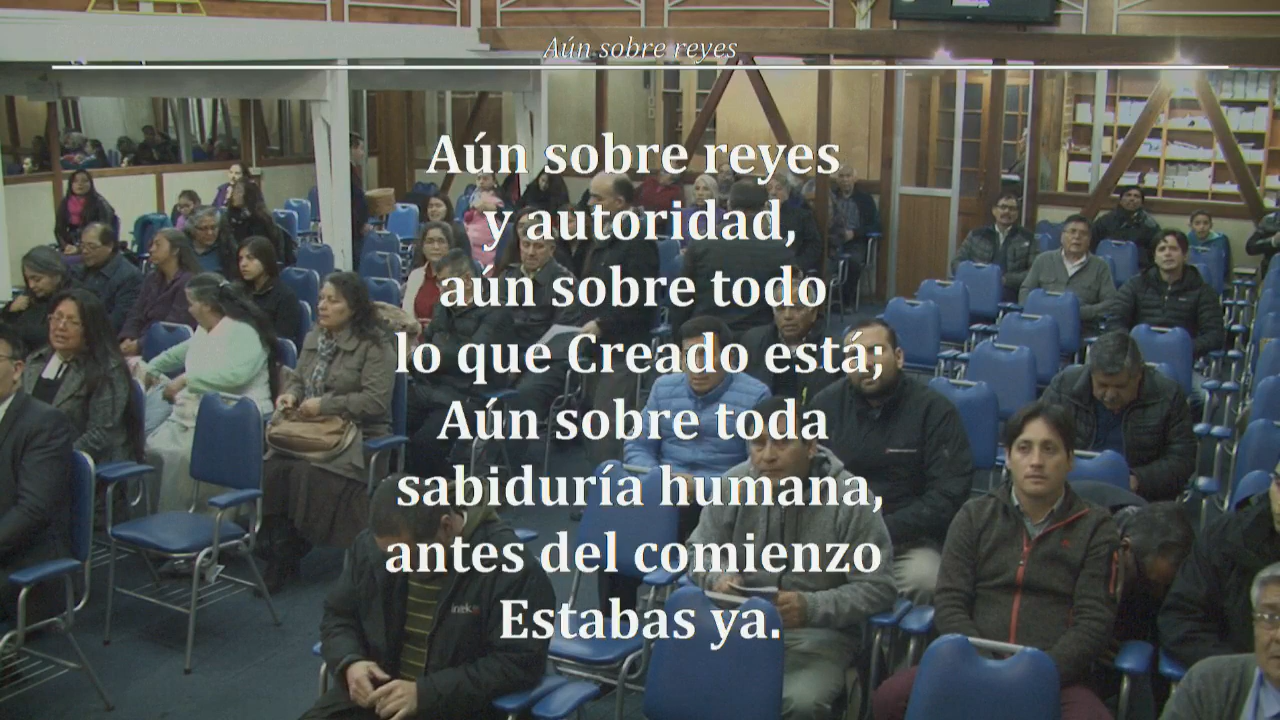 Aún sobre reyes
Aún sobre reyes
y autoridad,
aún sobre todo
lo que Creado está;
Aún sobre toda
sabiduría humana,
antes del comienzo
Estabas ya.